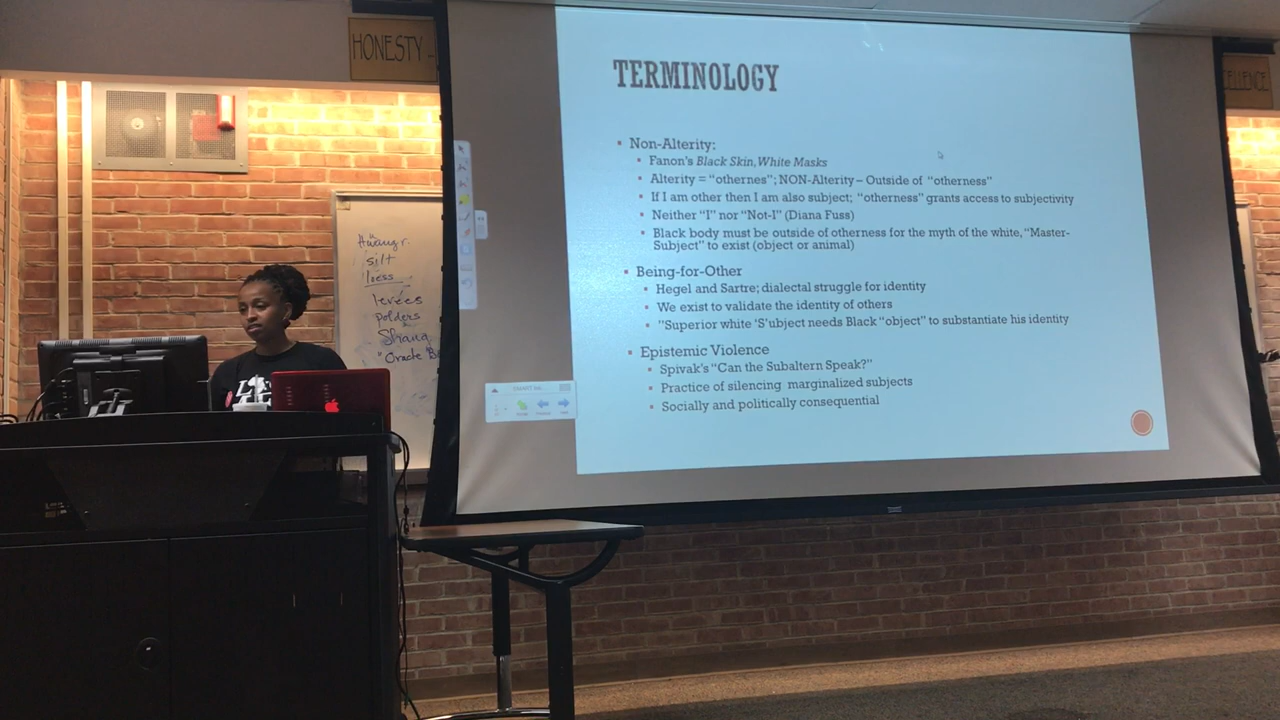 HONESTY -
TERMINOLOGY
Non-Alterity:
Fanon's Black Skin, White Masks
Alterity = "othernes"; NON-Alterity – Outside of "otherness"
If I am other then I am also subject; "otherness" grants access to subjectivity
Neither "I" nor "Not-I" (Diana Fuss)
Black body must be outside of otherness for the myth of the white, "Master-
Subject" to exist (object or animal)
Being-for-Other
Hegel and Sartre; dialectal struggle for identity
We exist to validate the identity of others
"Superior white 'S'ubject needs Black "object" to substantiate his identity
Epistemic Violence
Spivak's "Can the Subaltern Speak?"
Practice of silencing marginalized subjects
Socially and politically consequential
Huang r.
silt
loess
levees
polders
Shang
"Oracle B
ELLENCE